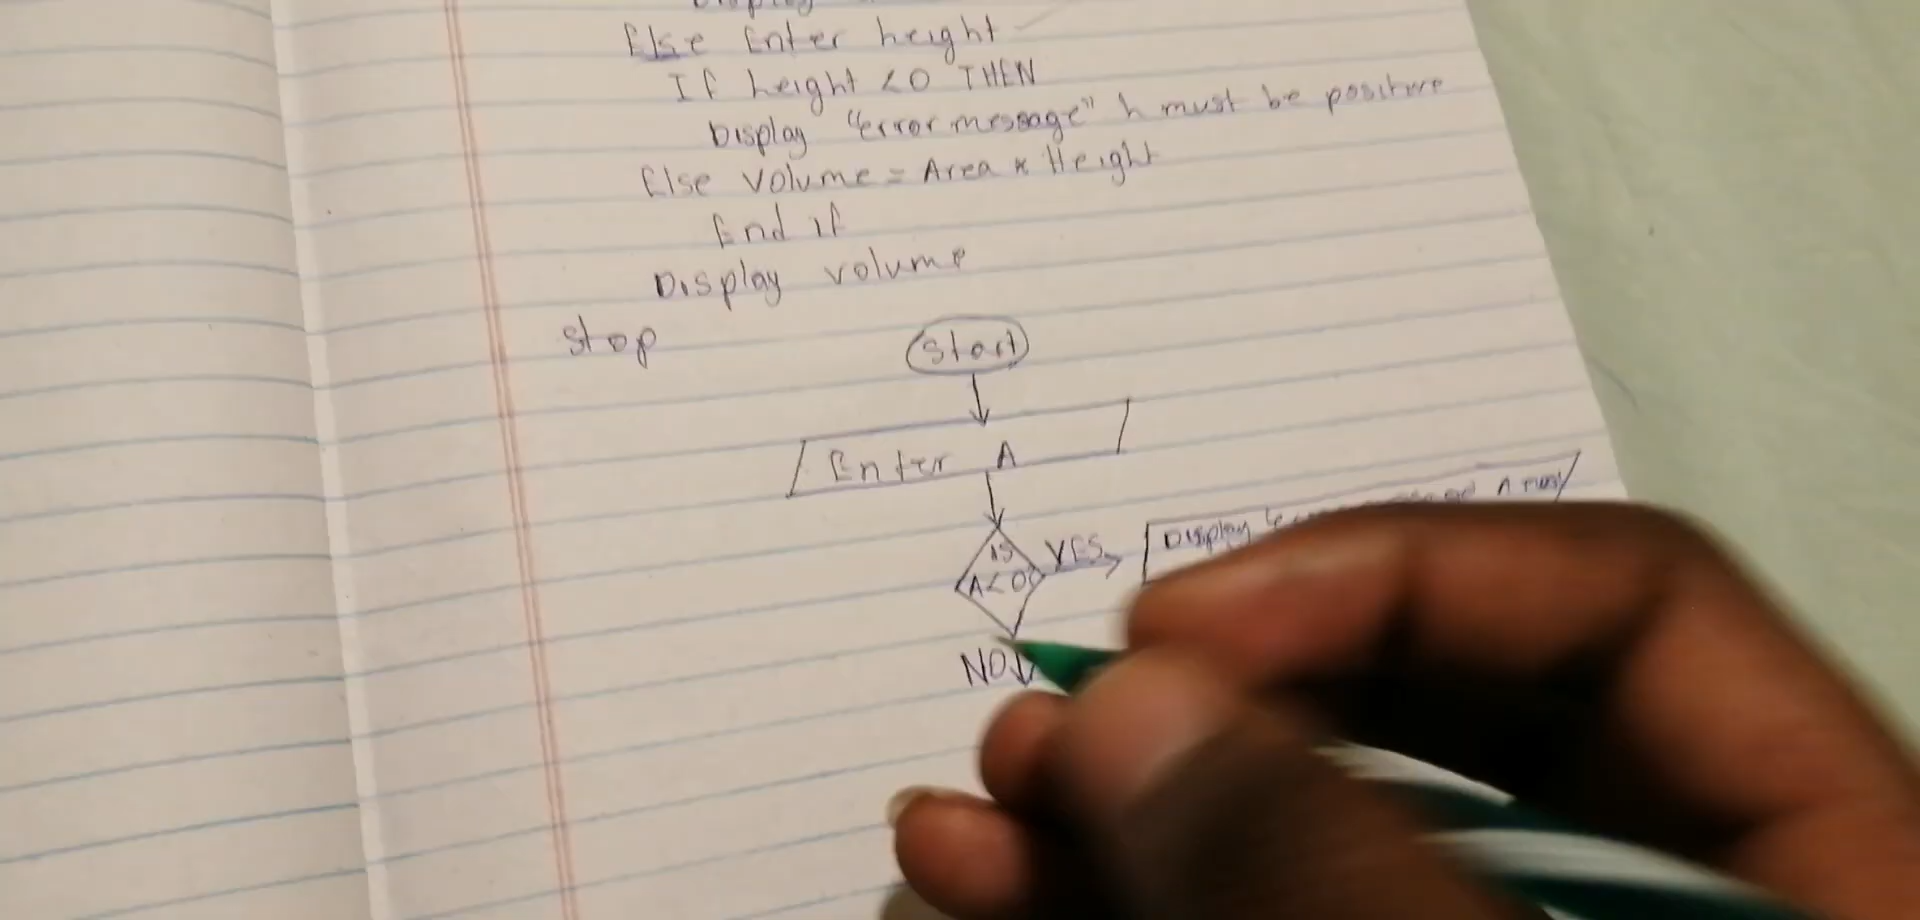 Display
Else Enter height
If height <0 THEN
Display "error message" h must be positive
Else volume = Area * Height
End if
Display volume
Stop
Start
Enter A
IS
A<0?
YES
Display
NO